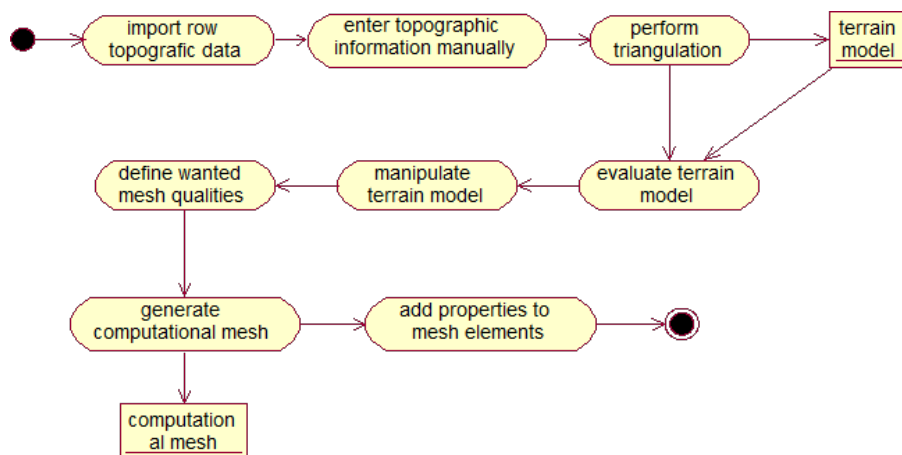 import row
topografic data
enter topographic
information manually
perform
triangulation
terrain
model
define wanted
mesh qualities
manipulate
terrain model
evaluate terrain
model
generate
computational mesh
add properties to
mesh elements
computation
al mesh